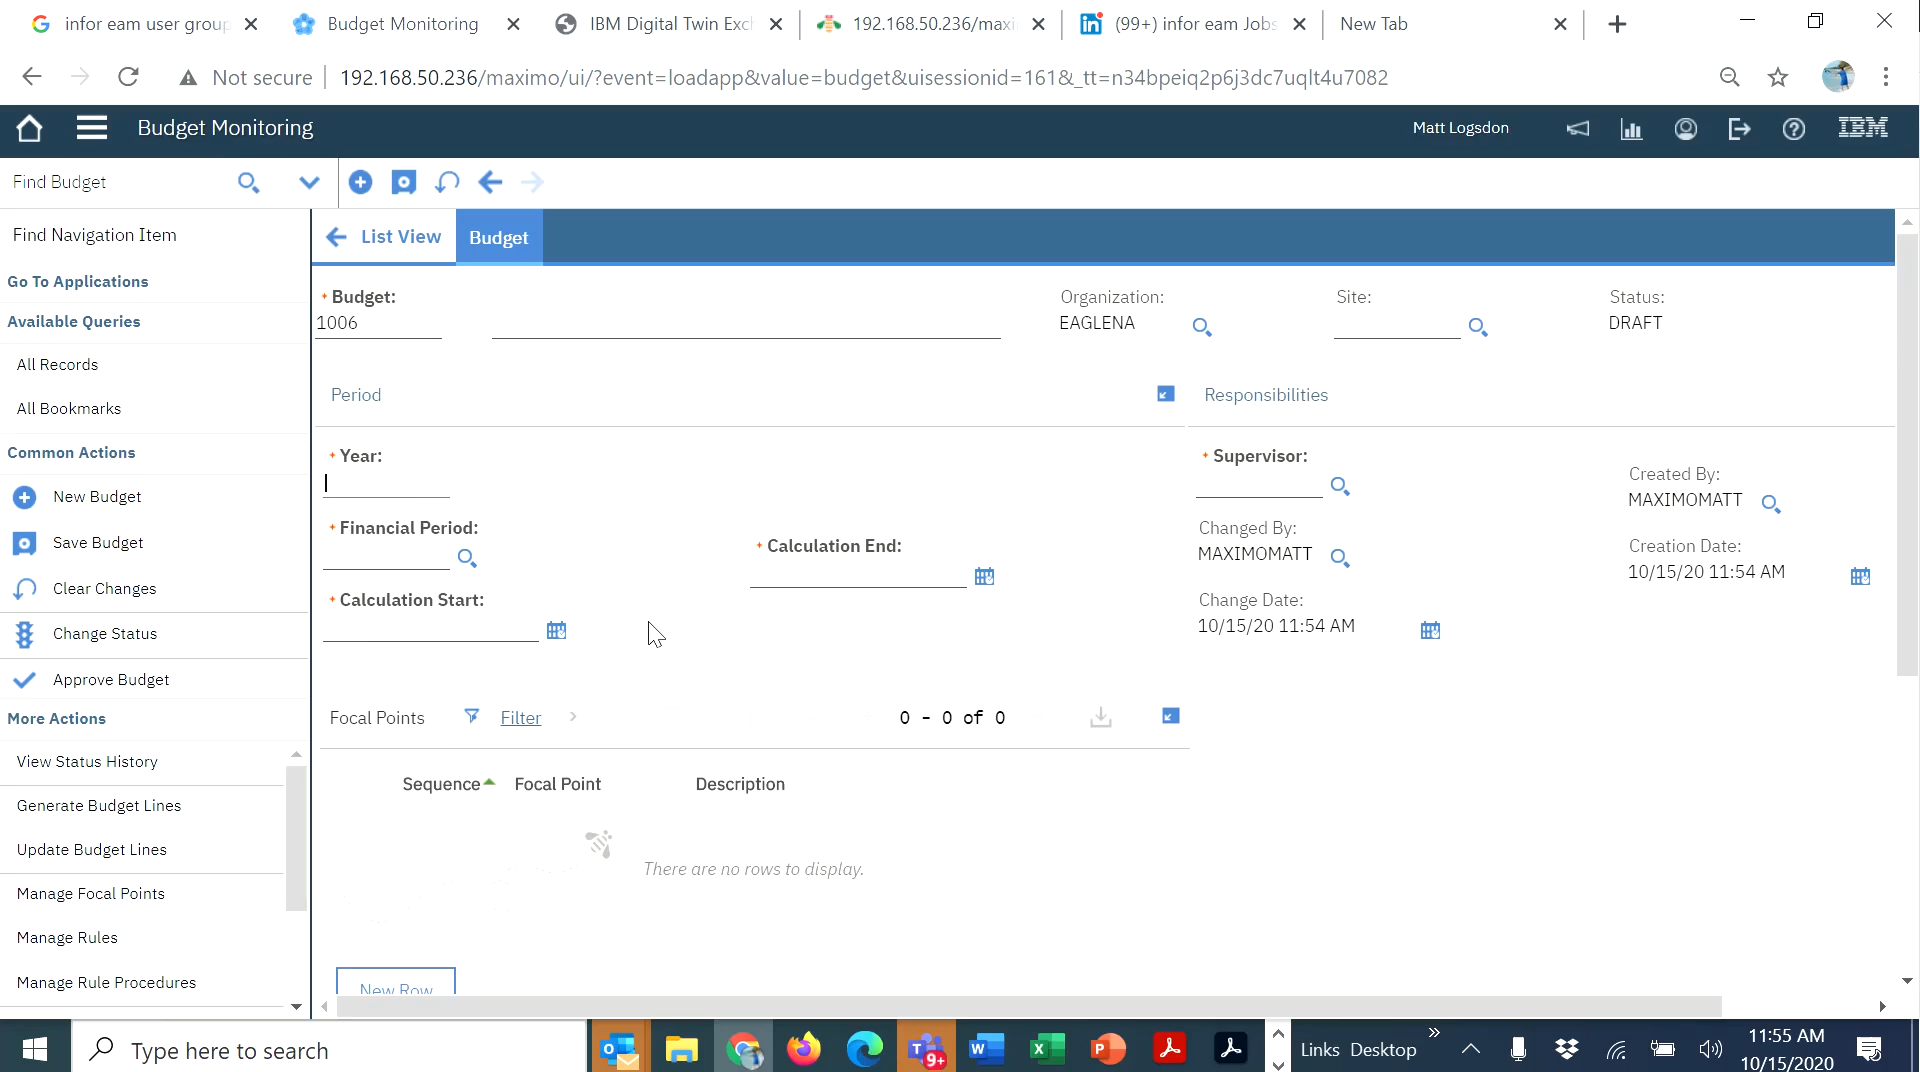 infor eam user group
Budget Monitoring
IBM Digital Twin Exc
192.168.50.236/maxi
(99+) infor eam Jobs
New Tab
Not secure
192.168.50.236/maximo/ui/?event=loadapp&value=budget&uisessionid=161&_tt=n34bpeiq2p6j3dc7uqlt4u7082
Budget Monitoring
Matt Logsdon
IBM
Find Budget
Find Navigation Item
Go To Applications
Available Queries
All Records
All Bookmarks
Common Actions
New Budget
Save Budget
Clear Changes
Change Status
Approve Budget
More Actions
View Status History
Generate Budget Lines
Update Budget Lines
Manage Focal Points
Manage Rules
Manage Rule Procedures
List View
Budget
* Budget:
1006
Organization:
EAGLENA
Site:
Status:
DRAFT
Period
Responsibilities
* Year:
* Financial Period:
* Calculation Start:
* Calculation End:
* Supervisor:
Changed By:
MAXIMOMATT
Change Date:
10/15/20 11:54 AM
Created By:
MAXIMOMATT
Creation Date:
10/15/20 11:54 AM
Focal Points
Filter
0 - 0 of 0
Sequence
Focal Point
Description
There are no rows to display.
New Row
Type here to search
9+
Links
Desktop
11:55 AM
10/15/2020